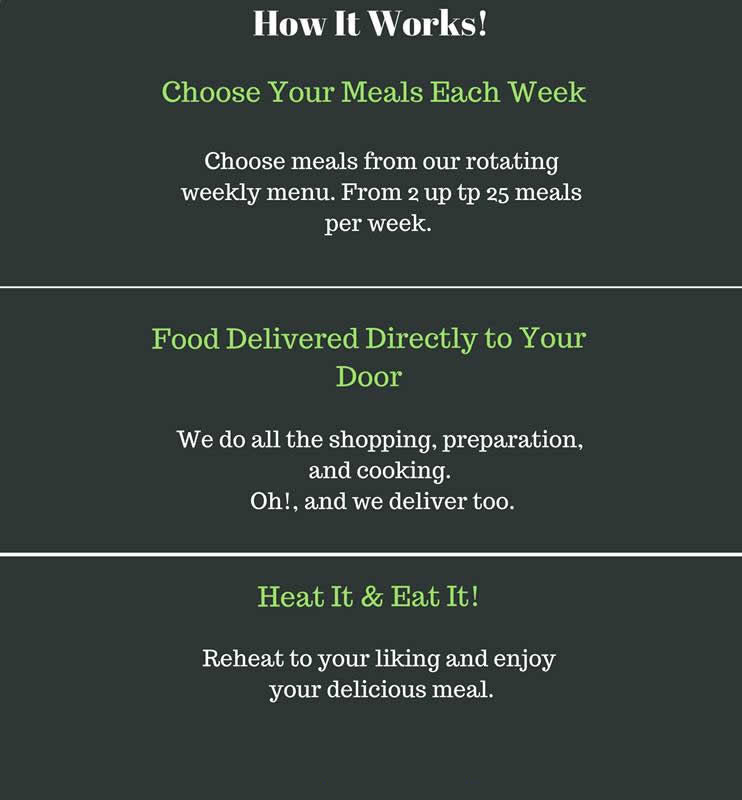 How It Works!
Choose Your Meals Each Week
Choose meals from our rotating
weekly menu. From 2 up tp 25 meals
per week.
Food Delivered Directly to Your
Door
We do all the shopping, preparation,
and cooking.
Oh!, and we deliver too.
Heat It & Eat It!
Reheat to your liking and enjoy
your delicious meal.